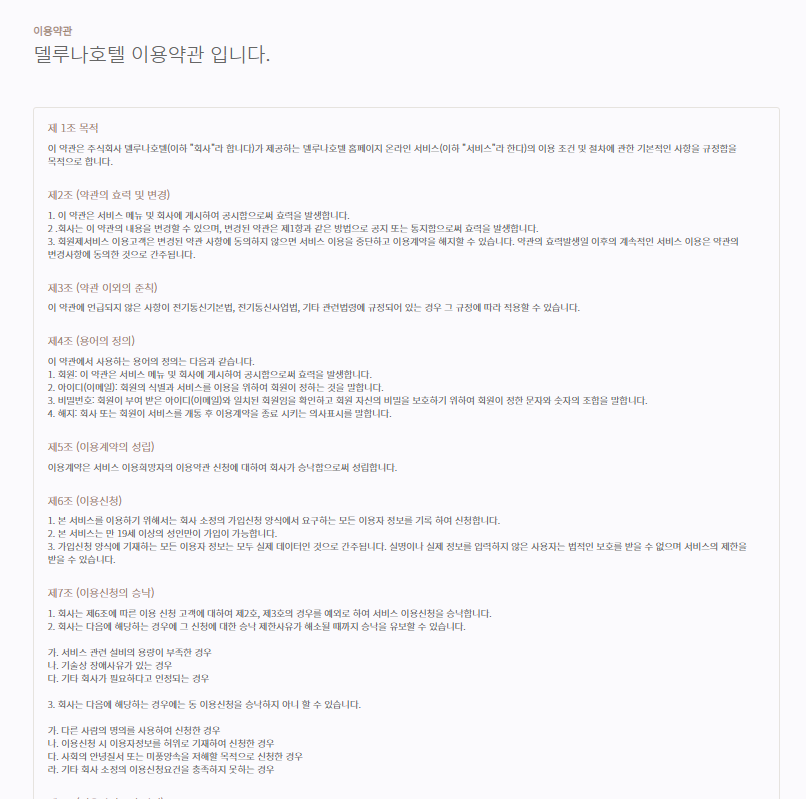 이용약관
델루나호텔 이용약관 입니다.
제 1조 목적
이 약관은 주식회사 델루나호텔(이하 "회사"라 합니다)가 제공하는 델루나호텔 홈페이지 온라인 서비스(이하 "서비스"라 한다)의 이용 조건 및 절차에 관한 기본적인 사항을 규정함을
목적으로 합니다.
제2조 (약관의 효력 및 변경)
1. 이 약관은 서비스 메뉴 및 회사에 게시하여 공시함으로써 효력을 발생합니다.
2 .회사는 이 약관의 내용을 변경할 수 있으며, 변경된 약관은 제1항과 같은 방법으로 공지 또는 통지함으로써 효력을 발생합니다.
3. 회원제서비스 이용고객은 변경된 약관 사항에 동의하지 않으면 서비스 이용을 중단하고 이용계약을 해지할 수 있습니다. 약관의 효력발생일 이후의 계속적인 서비스 이용은 약관의
변경사항에 동의한 것으로 간주됩니다.
제3조 (약관 이외의 준칙)
이 약관에 언급되지 않은 사항이 전기통신기본법, 전기통신사업법, 기타 관련법령에 규정되어 있는 경우 그 규정에 따라 적용할 수 있습니다.
제4조 (용어의 정의)
이 약관에서 사용하는 용어의 정의는 다음과 같습니다.
1. 회원: 이 약관은 서비스 메뉴 및 회사에 게시하여 공시함으로써 효력을 발생합니다.
2. 아이디(이메일): 회원의 식별과 서비스를 이용을 위하여 회원이 정하는 것을 말합니다.
3. 비밀번호: 회원이 부여 받은 아이디(이메일)와 일치된 회원임을 확인하고 회원 자신의 비밀을 보호하기 위하여 회원이 정한 문자와 숫자의 조합을 말합니다.
4. 해지: 회사 또는 회원이 서비스를 개통 후 이용계약을 종료 시키는 의사표시를 말합니다.
제5조 (이용계약의 성립)
이용계약은 서비스 이용희망자의 이용약관 신청에 대하여 회사가 승낙함으로써 성립합니다.
제6조 (이용신청)
1. 본 서비스를 이용하기 위해서는 회사 소정의 가입신청 양식에서 요구하는 모든 이용자 정보를 기록 하여 신청합니다.
2. 본 서비스는 만 19세 이상의 성인만이 가입이 가능합니다.
3. 가입신청 양식에 기재하는 모든 이용자 정보는 모두 실제 데이터인 것으로 간주됩니다. 실명이나 실제 정보를 입력하지 않은 사용자는 법적인 보호를 받을 수 없으며 서비스의 제한을
받을 수 있습니다.
제7조 (이용신청의 승낙)
1. 회사는 제6조에 따른 이용 신청 고객에 대하여 제2호, 제3호의 경우를 예외로 하여 서비스 이용신청을 승낙합니다.
2. 회사는 다음에 해당하는 경우에 그 신청에 대한 승낙 제한사유가 해소될 때까지 승낙을 유보할 수 있습니다.
가. 서비스 관련 설비의 용량이 부족한 경우
나. 기술상 장애사유가 있는 경우
다. 기타 회사가 필요하다고 인정되는 경우
3. 회사는 다음에 해당하는 경우에는 동 이용신청을 승낙하지 아니 할 수 있습니다.
가. 다른 사람의 명의를 사용하여 신청한 경우
나. 이용신청 시 이용자정보를 허위로 기재하여 신청한 경우
다. 사회의 안녕질서 또는 미풍양속을 저해할 목적으로 신청한 경우
라. 기타 회사 소정의 이용신청요건을 충족하지 못하는 경우